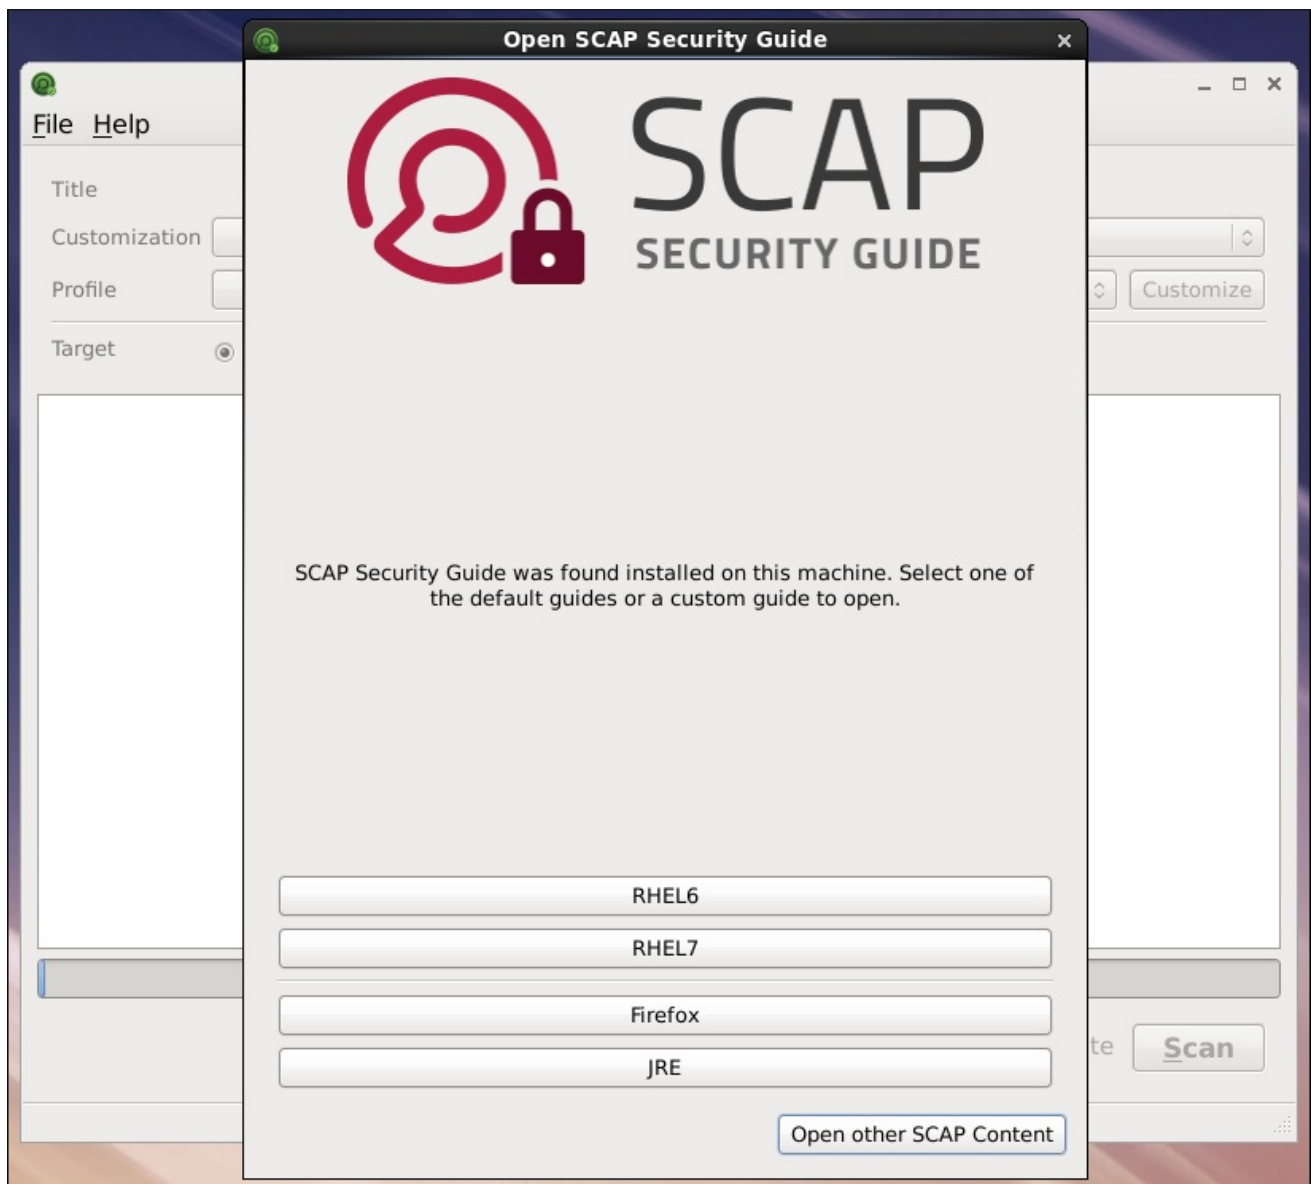 Open SCAP Security Guide
File Help
Title
Customization
Profile
Customize
Target
SCAP
SECURITY GUIDE
SCAP Security Guide was found installed on this machine. Select one of
the default guides or a custom guide to open.
RHEL6
RHEL7
Firefox
JRE
te
Scan
Open other SCAP Content